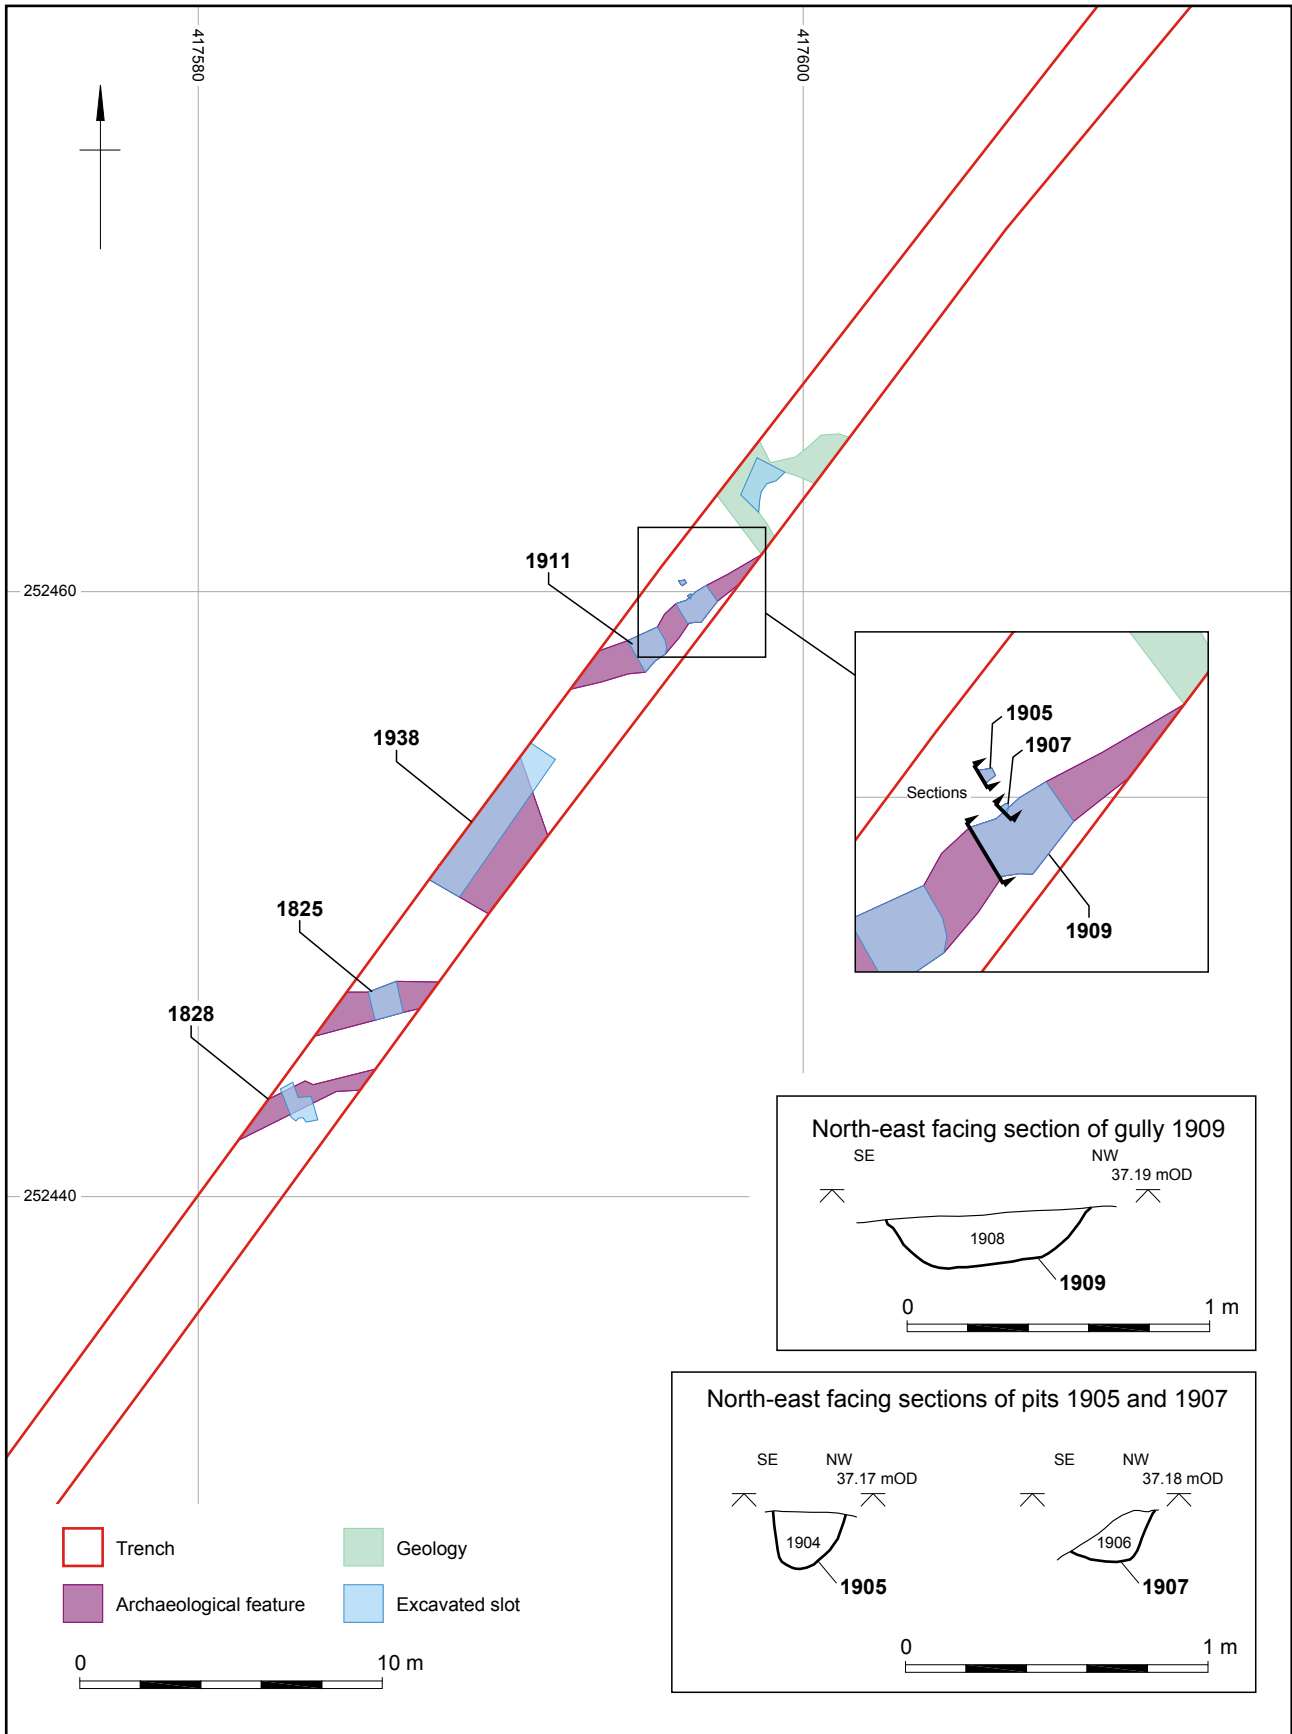 417580
417600
1911
252460
1905
1938
1907
Sections
1825
1909
1828
North-east facing section of gully 1909
SE
NW
37.19 mOD
252440
1908
1909
0
1 m
North-east facing sections of pits 1905 and 1907
SE
NW
37.17 mOD
SE
NW
37.18 mOD
1904
1905
1906
1907
0
1 m
Trench
Geology
Archaeological feature
Excavated slot
0
10 m